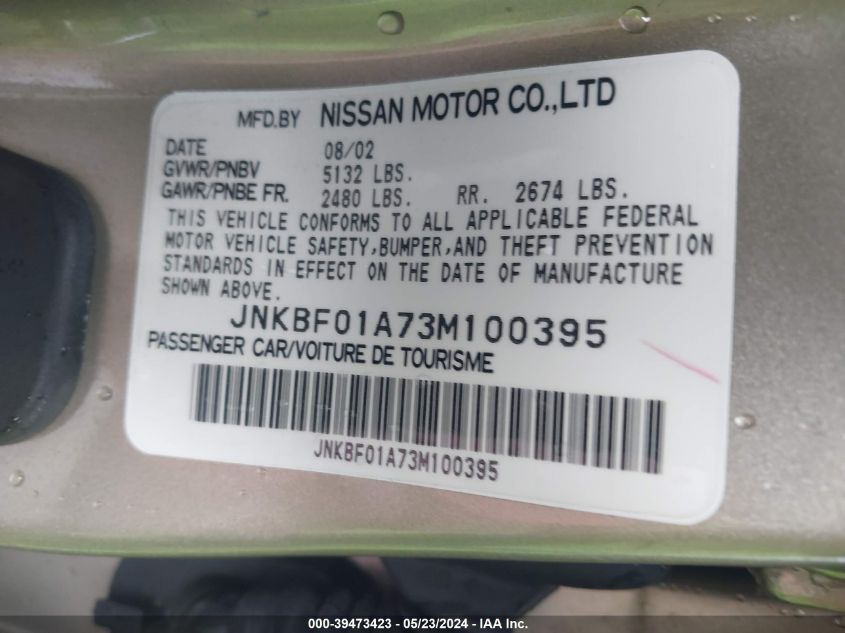 MFD.BY NISSAN MOTOR CO.,LTD
DATE 08/02
GVWR/PNBV 5132 LBS.
GAWR/PNBE FR. 2480 LBS. RR. 2674 LBS.
THIS VEHICLE CONFORMS TO ALL APPLICABLE FEDERAL
MOTOR VEHICLE SAFETY,BUMPER,AND THEFT PREVENTION
STANDARDS IN EFFECT ON THE DATE OF MANUFACTURE
SHOWN ABOVE.
JNKBF01A73M100395
PASSENGER CAR/VOITURE DE TOURISME
JNKBF01A73M100395
000-39473423 - 05/23/2024 - IAA Inc.